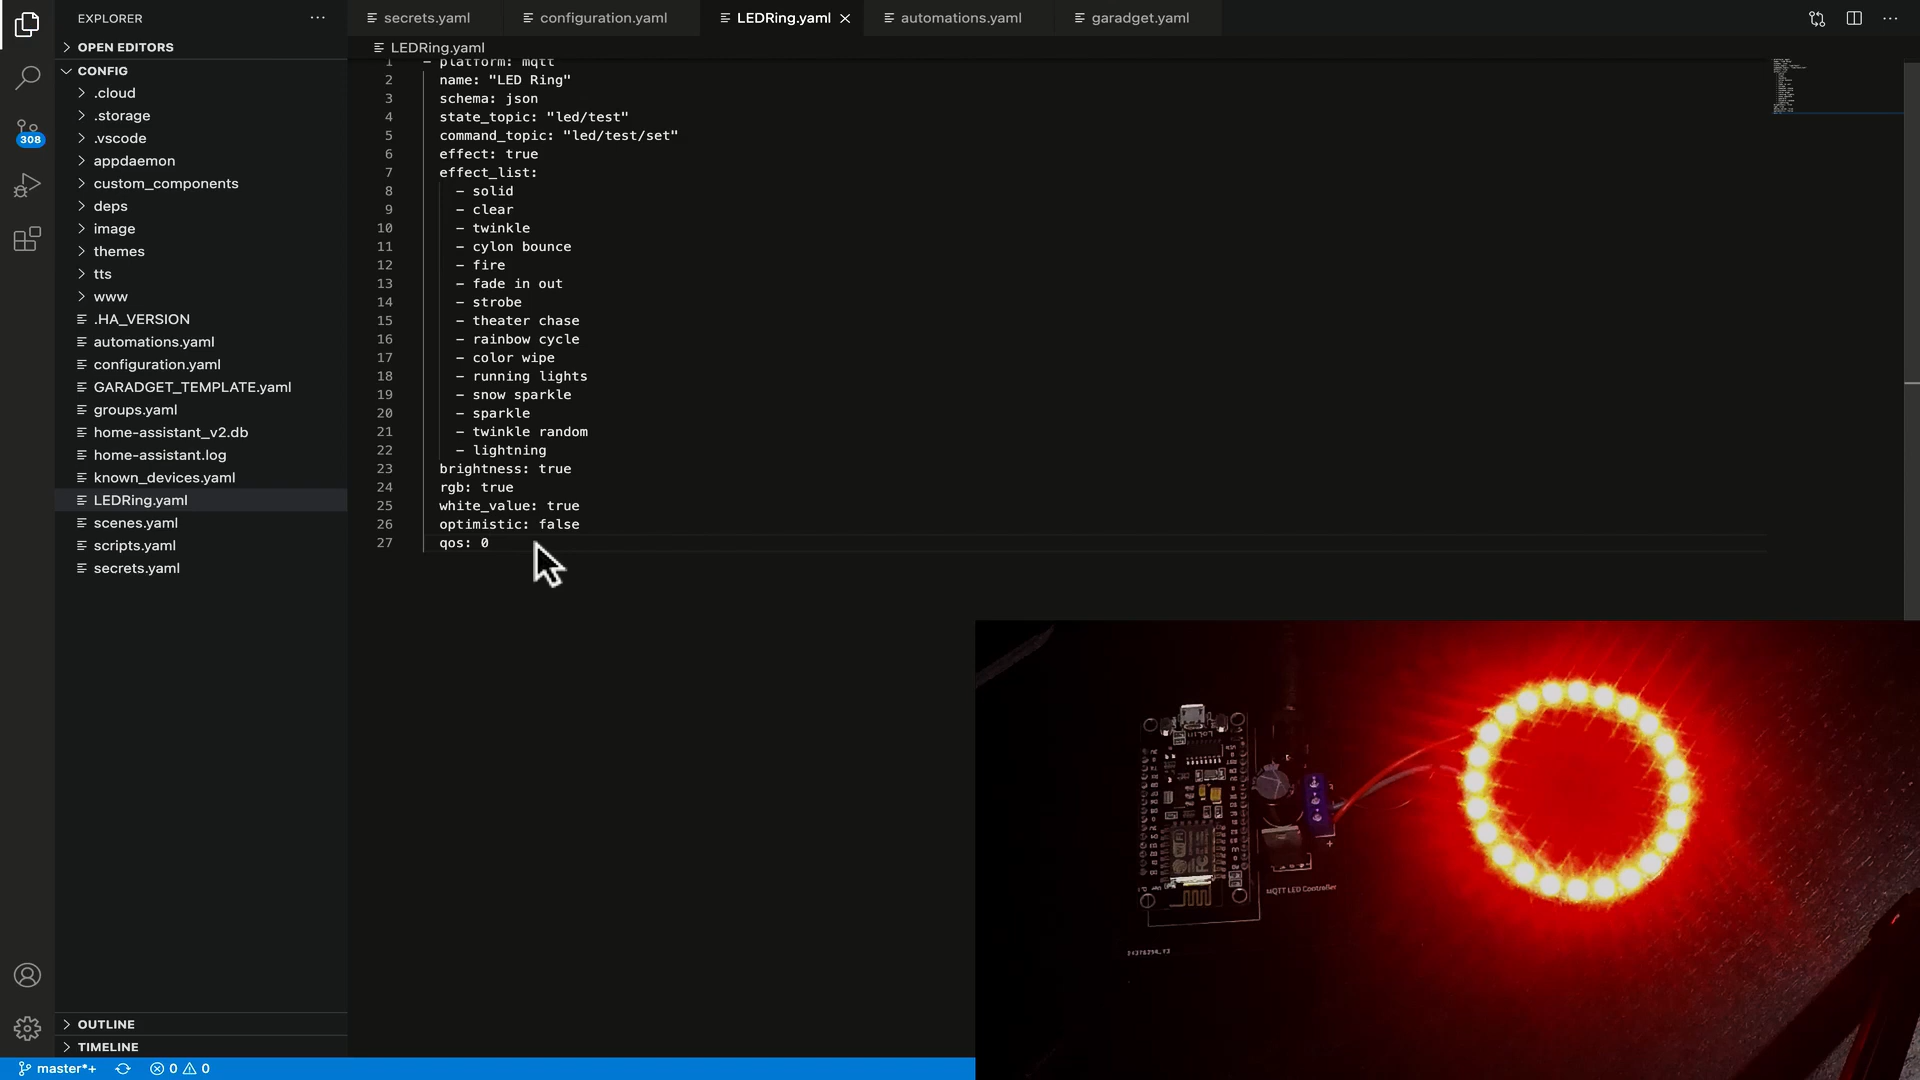 EXPLORER
secrets.yaml
configuration.yaml
LEDRing.yaml
automations.yaml
garadget.yaml
OPEN EDITORS
CONFIG
.cloud
.storage
.vscode
appdaemon
custom_components
deps
image
themes
tts
www
.HA_VERSION
automations.yaml
configuration.yaml
GARADGET_TEMPLATE.yaml
groups.yaml
home-assistant_v2.db
home-assistant.log
known_devices.yaml
LEDRing.yaml
scenes.yaml
scripts.yaml
secrets.yaml
OUTLINE
TIMELINE
308
LEDRing.yaml
1 - platform: mqtt
2 name: "LED Ring"
3 schema: json
4 state_topic: "led/test"
5 command_topic: "led/test/set"
6 effect: true
7 effect_list:
8 - solid
9 - clear
10 - twinkle
11 - cylon bounce
12 - fire
13 - fade in out
14 - strobe
15 - theater chase
16 - rainbow cycle
17 - color wipe
18 - running lights
19 - snow sparkle
20 - sparkle
21 - twinkle random
22 - lightning
23 brightness: true
24 rgb: true
25 white_value: true
26 optimistic: false
27 qos: 0
MQTT LED Controller
master*+ 0 0